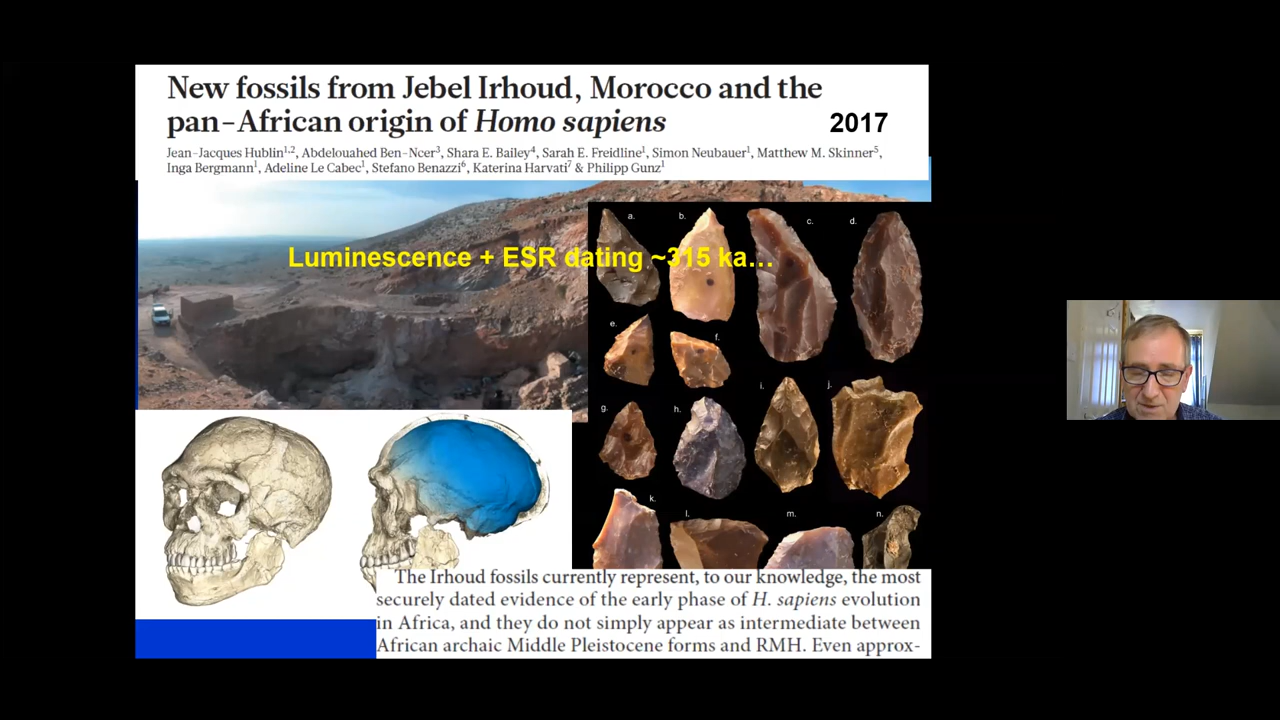 New fossils from Jebel Irhoud, Morocco and the
pan-African origin of Homo sapiens
2017
Jean-Jacques Hublin1,2, Abdelouahed Ben-Ncer3, Shara E. Bailey4, Sarah E. Freidline1, Simon Neubauer1, Matthew M. Skinner5,
Inga Bergmann1, Adeline Le Cabec1, Stefano Benazzi6, Katerina Harvati7 & Philipp Gunz1
Luminescence + ESR dating ~315 ka…
a.
b.
c.
d.
e.
f.
g.
h.
i.
j.
k.
l.
m.
n.
The Irhoud fossils currently represent, to our knowledge, the most
securely dated evidence of the early phase of H. sapiens evolution
in Africa, and they do not simply appear as intermediate between
African archaic Middle Pleistocene forms and RMH. Even approx-